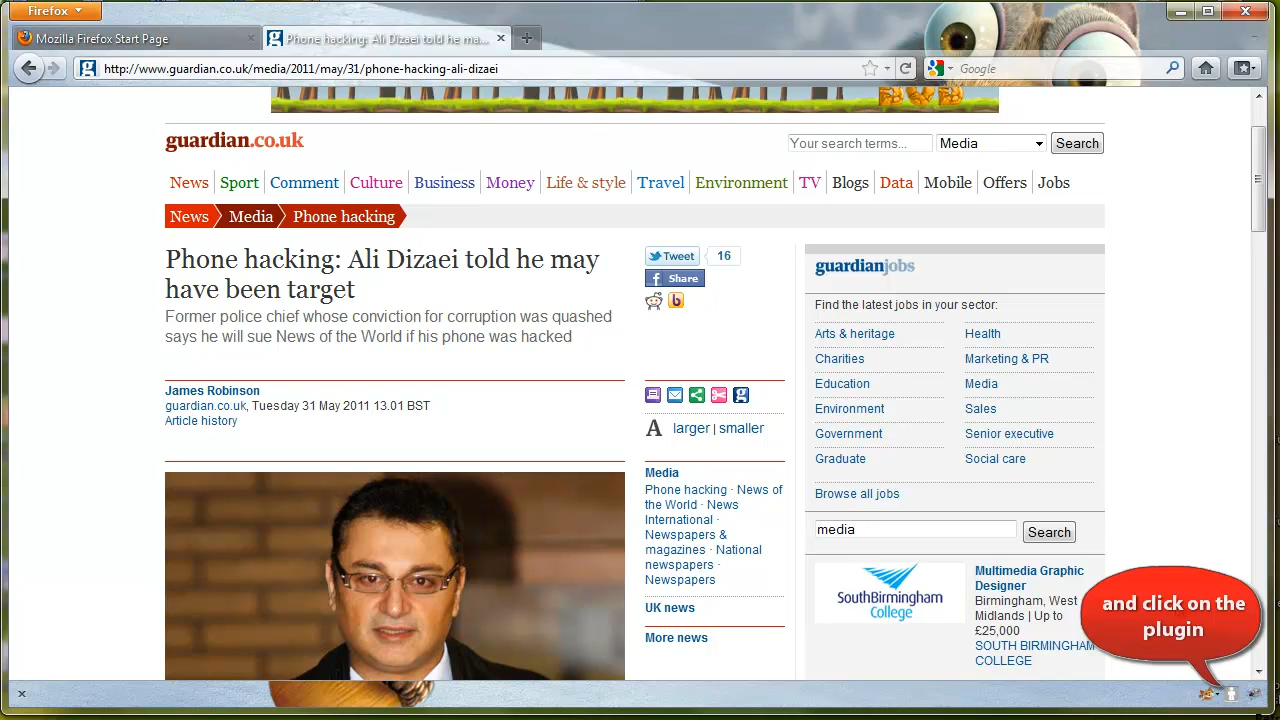 Firefox
Mozilla Firefox Start Page
Phone hacking: Ali Dizaei told he ma...
http://www.guardian.co.uk/media/2011/may/31/phone-hacking-ali-dizaei
Google
guardian.co.uk
Your search terms...
Media
Search
News
Sport
Comment
Culture
Business
Money
Life & style
Travel
Environment
TV
Blogs
Data
Mobile
Offers
Jobs
News
Media
Phone hacking
Phone hacking: Ali Dizaei told he may
have been target
Former police chief whose conviction for corruption was quashed
says he will sue News of the World if his phone was hacked
James Robinson
guardian.co.uk, Tuesday 31 May 2011 13.01 BST
Article history
Tweet
16
Share
A larger | smaller
Media
Phone hacking · News of
the World · News
International ·
Newspapers &
magazines · National
newspapers ·
Newspapers
UK news
More news
guardianjobs
Find the latest jobs in your sector:
Arts & heritage
Health
Charities
Marketing & PR
Education
Media
Environment
Sales
Government
Senior executive
Graduate
Social care
Browse all jobs
media
Search
SouthBirmingham
College
Multimedia Graphic
Designer
Birmingham, West
Midlands | Up to
£25,000
SOUTH BIRMINGHAM
COLLEGE
and click on the
plugin